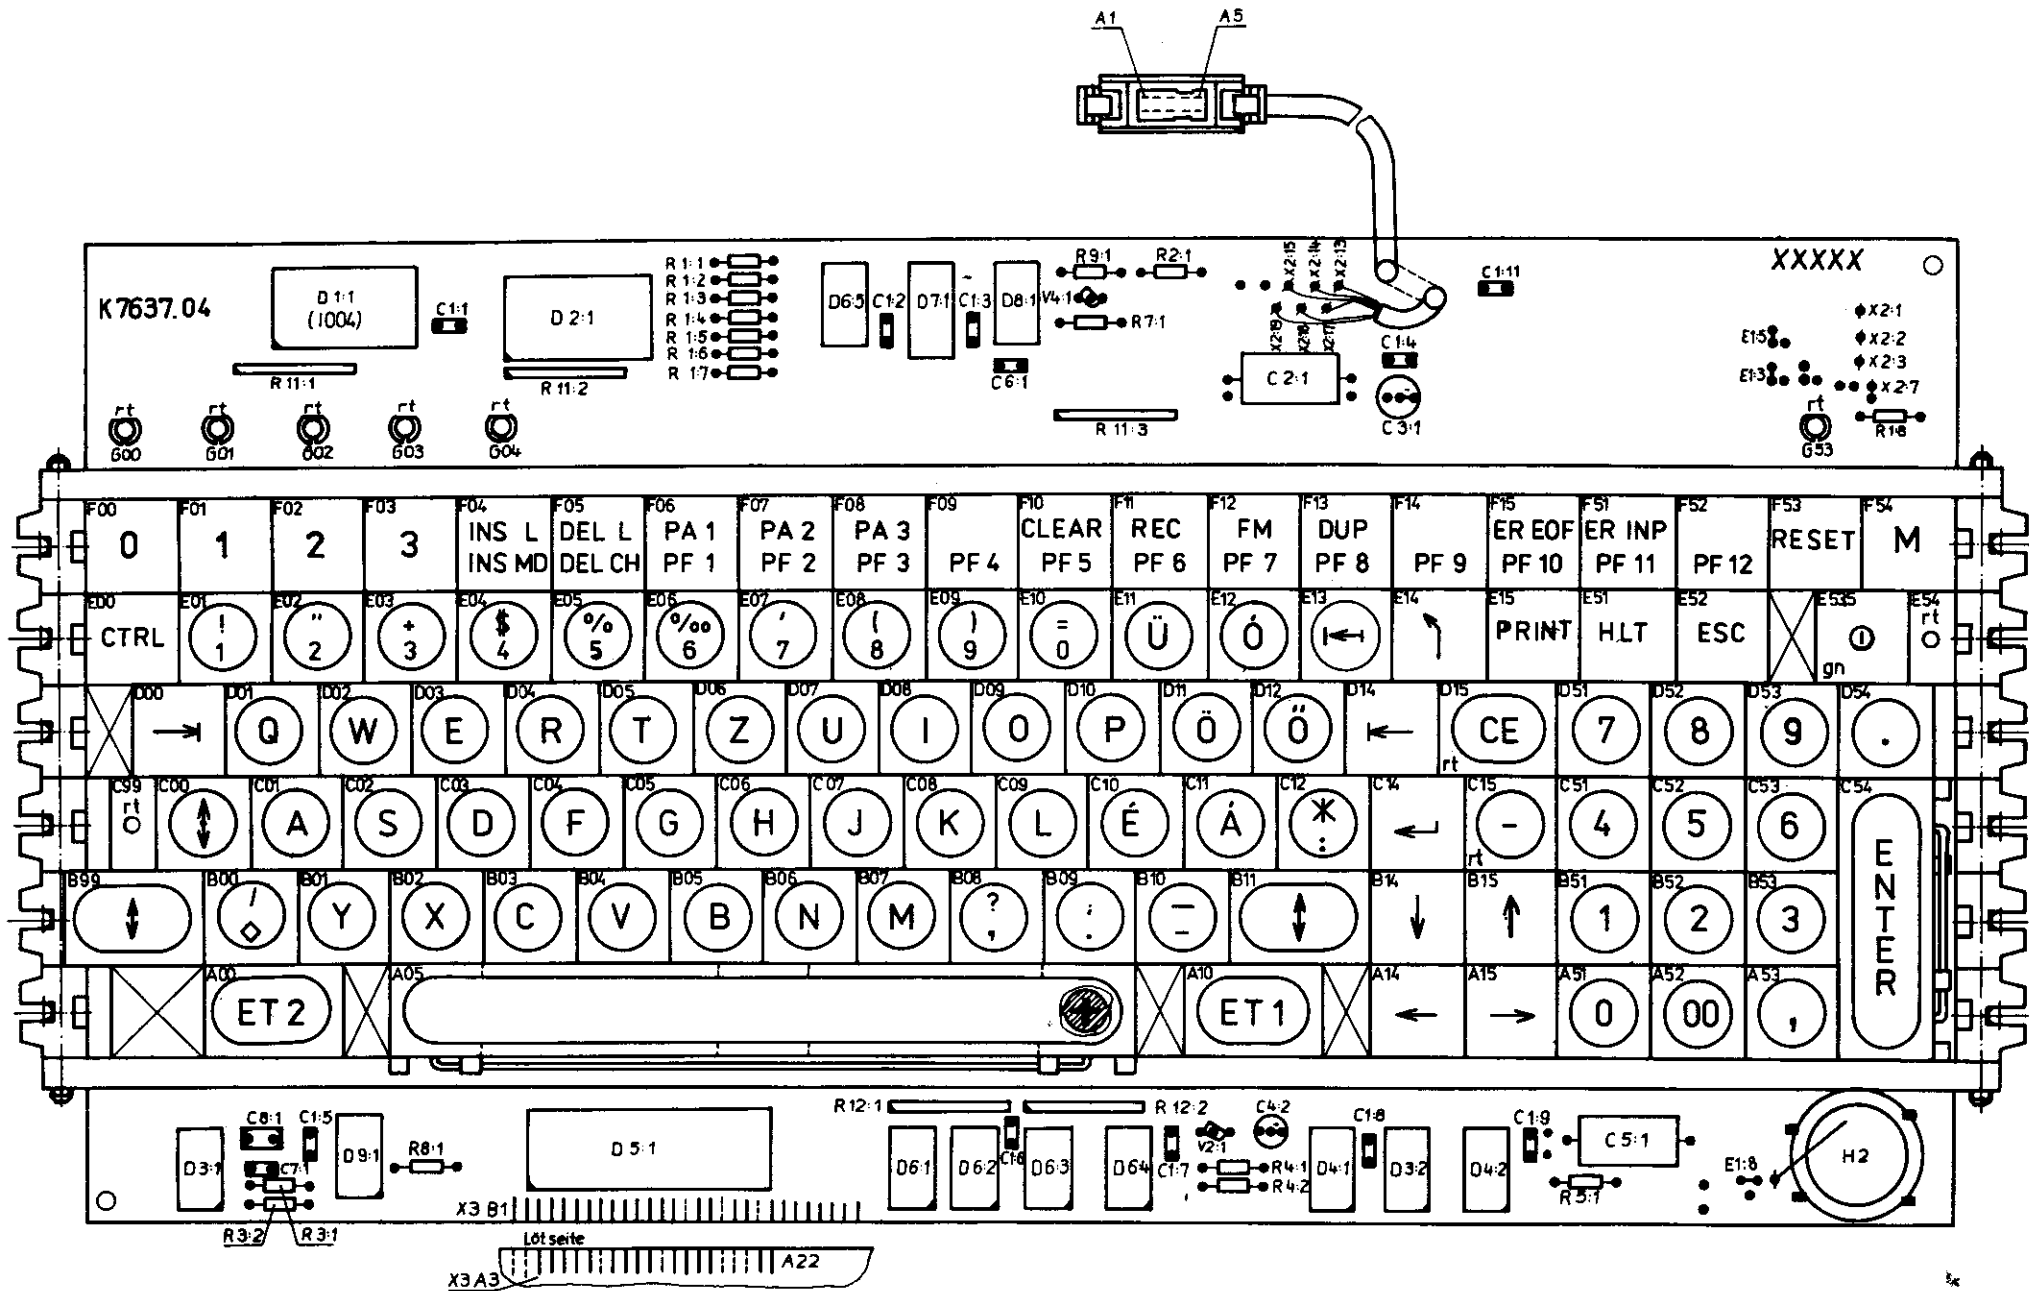 A1 A5
XXXXX
K7637.04
D1:1
(1004)
C1:1
D 2:1
R 1:1
R 1:2
R 1:3
R 1:4
R 1:5
R 1:6
R 1:7
D6:5 C1:2 D7:1 C1:3 D8:1
R9:1 R2:1
V4:1
R7:1
C6:1
X2:15 X2:14 X2:13
X2:19 X2:18 X2:17
C1:11
C1:4
C 2:1
C 3:1
E1:5
E1:3
X2:1
X2:2
X2:3
X2:7
R1:8
R 11:1
R 11:2
R 11:3
rt rt rt rt rt rt
G00 G01 G02 G03 G04 G53
F00 F01 F02 F03 F04 F05 F06 F07 F08 F09 F10 F11 F12 F13 F14 F15 F51 F52 F53 F54
INS L DEL L PA 1 PA 2 PA 3 CLEAR REC FM DUP ER EOF ER INP
0 1 2 3 RESET M
INS MD DEL CH PF 1 PF 2 PF 3 PF 4 PF 5 PF 6 PF 7 PF 8 PF 9 PF 10 PF 11 PF 12
E00 E01 E02 E03 E04 E05 E06 E07 E08 E09 E10 E11 E12 E13 E14 E15 E51 E52 E535 E54
! " + $ % ‰ ' ( ) = rt
CTRL Ü Ó PRINT HLT ESC
1 2 3 4 5 6 7 8 9 0
gn
D00 D01 D02 D03 D04 D05 D06 D07 D08 D09 D10 D11 D12 D14 D15 D51 D52 D53 D54
→| Q W E R T Z U I O P Ö Ő |← CE 7 8 9 .
rt
C99 C00 C01 C02 C03 C04 C05 C06 C07 C08 C09 C10 C11 C12 C14 C15 C51 C52 C53 C54
rt
A S D F G H J K L É Á * : ↵ - 4 5 6
rt
ENTER
B99 B00 B01 B02 B03 B04 B05 B06 B07 B08 B09 B10 B11 B14 B15 B51 B52 B53
↕ / ◇ Y X C V B N M ? , : . — – ↕ ↓ ↑ 1 2 3
A00 A05 A10 A14 A15 A51 A52 A53
ET 2 ET 1 ← → 0 00 ,
R 12:1 R 12:2
C8:1 C1:5
D3:1
C7:1
D9:1
R8:1
D 5:1
R3:2 R3:1
D6:1 D6:2 C1:6 D6:3 D6:4
C1:7
V2:1
C4:2
R4:1
R4:2
D4:1 C1:8 D3:2 D4:2 C1:9
C 5:1
R 5:1
E1:8
H2
X3 B1
Löt seite
A22
X3 A3